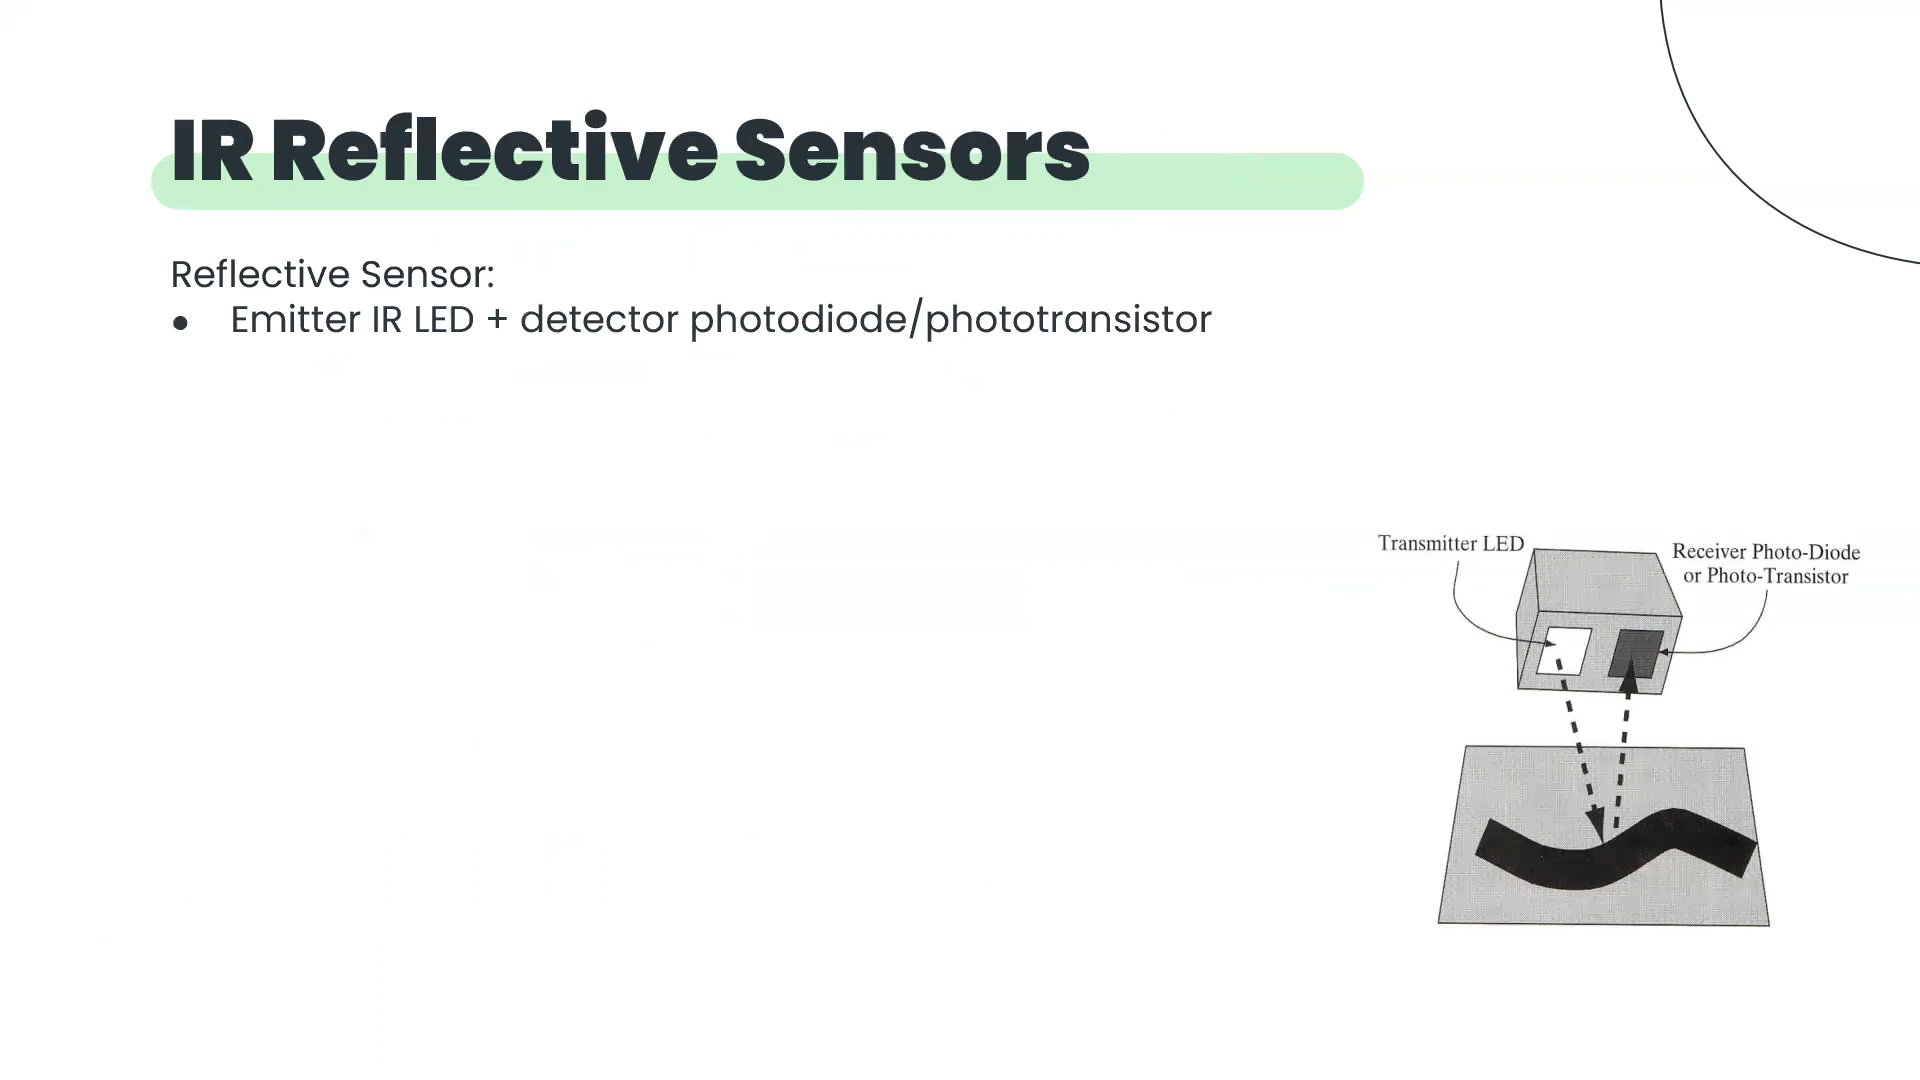 IR Reflective Sensors
Reflective Sensor:
● Emitter IR LED + detector photodiode/phototransistor
Transmitter LED
Receiver Photo-Diode
or Photo-Transistor